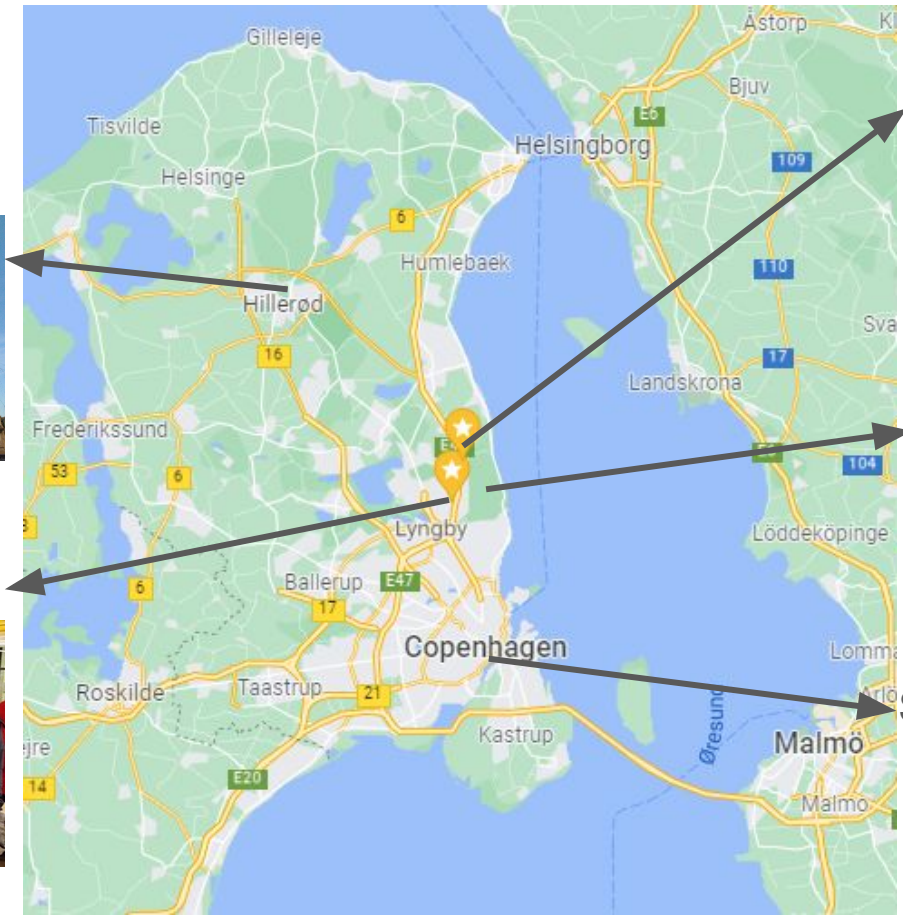 Åstorp
Gilleleje
Bjuv
E6
Tisvilde
Helsingborg
109
Helsinge
6
Humlebaek
110
Hillerød
16
17
Landskrona
Frederikssund
53
6
104
Lyngby
Löddeköpinge
Ballerup
E47
6
17
Copenhagen
Roskilde
Taastrup
21
Øresund
Kastrup
Malmö
E20
14
Malmo